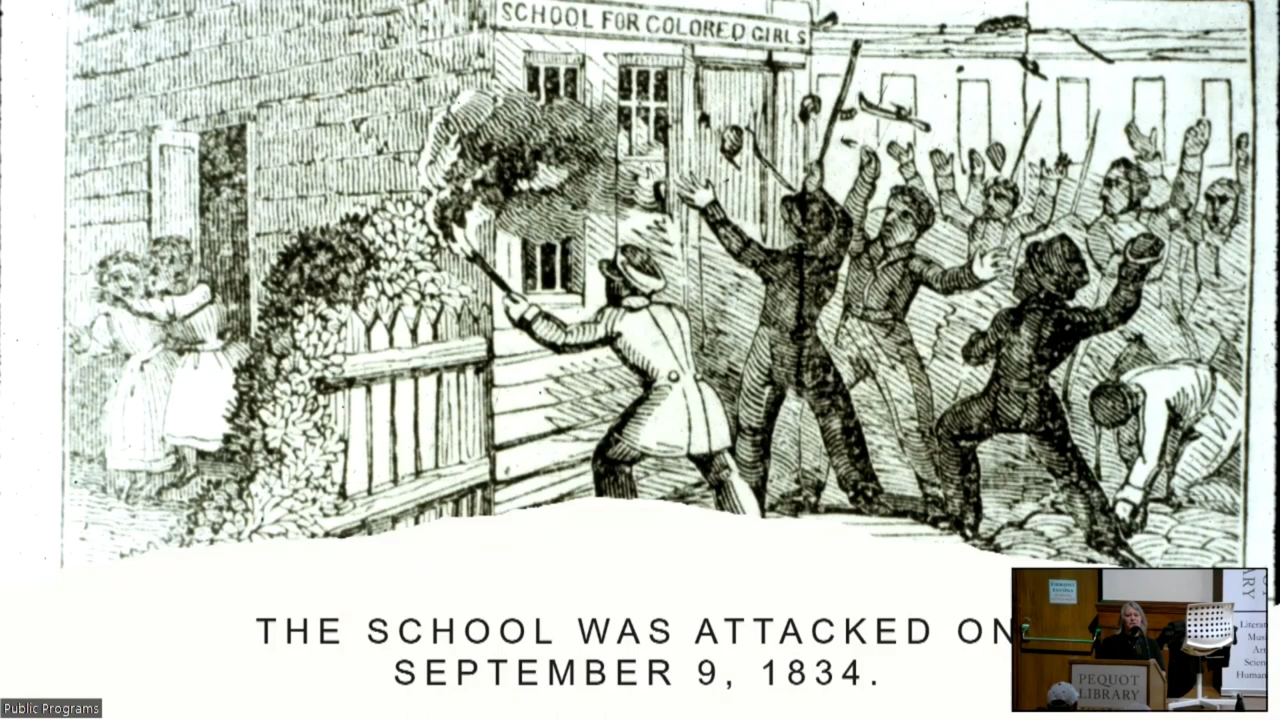 SCHOOL FOR COLORED GIRLS
THE SCHOOL WAS ATTACKED ON
SEPTEMBER 9, 1834.
PEQUOT
LIBRARY
Public Programs